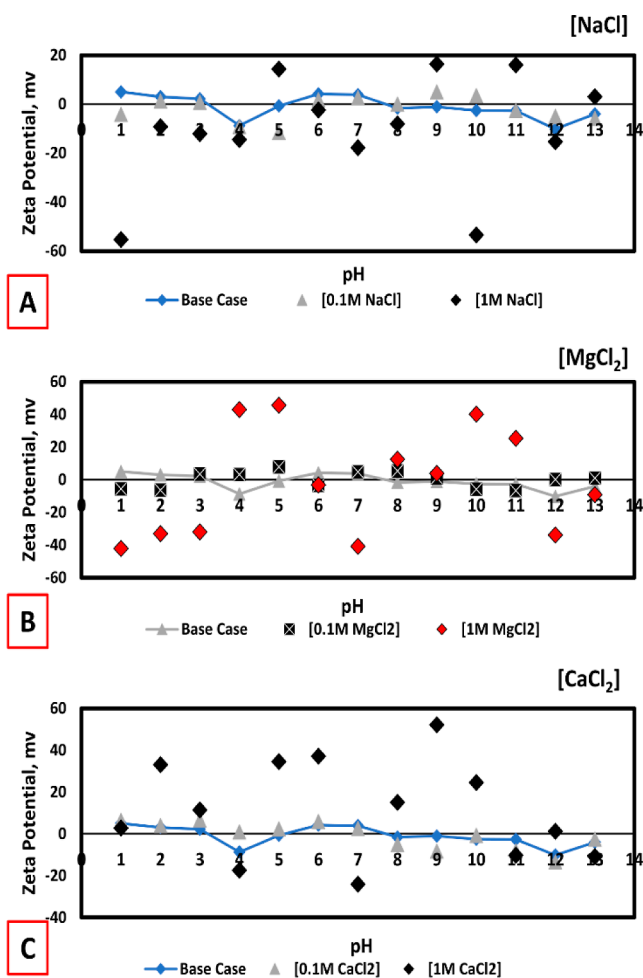 [NaCl]
Zeta Potential, mv
20
0
-20
-40
-60
0 1 2 3 4 5 6 7 8 9 10 11 12 13 14
pH
A
Base Case [0.1M NaCl] [1M NaCl]
[MgCl₂]
Zeta Potential, mv
60
40
20
0
-20
-40
-60
0 1 2 3 4 5 6 7 8 9 10 11 12 13 14
pH
B
Base Case [0.1M MgCl2] [1M MgCl2]
[CaCl₂]
Zeta Potential, mv
60
40
20
0
-20
-40
0 1 2 3 4 5 6 7 8 9 10 11 12 13 14
pH
C
Base Case [0.1M CaCl2] [1M CaCl2]